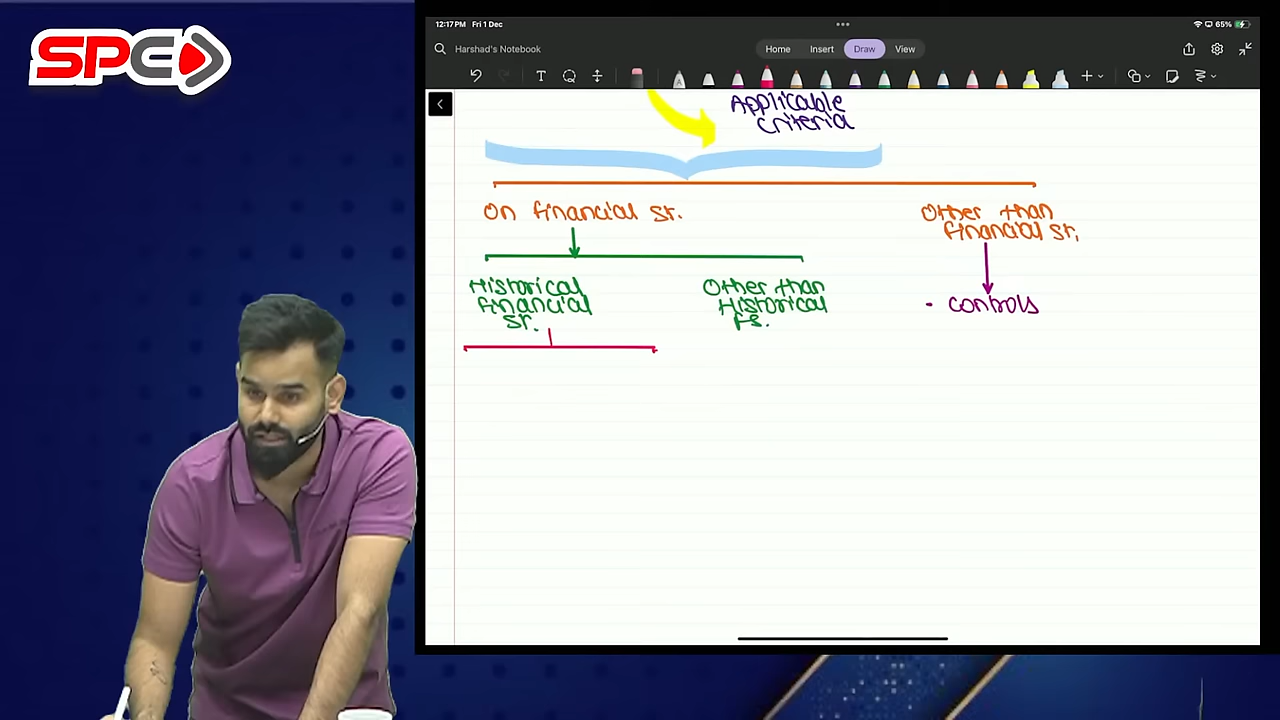 SPC
12:17 PM Fri 1 Dec
65%
Harshad's Notebook
Home Insert Draw View
T
Applicable
criteria
On financial st.
Other than
financial st.
Historical
financial
st.
Other than
Historical
fs.
- controls